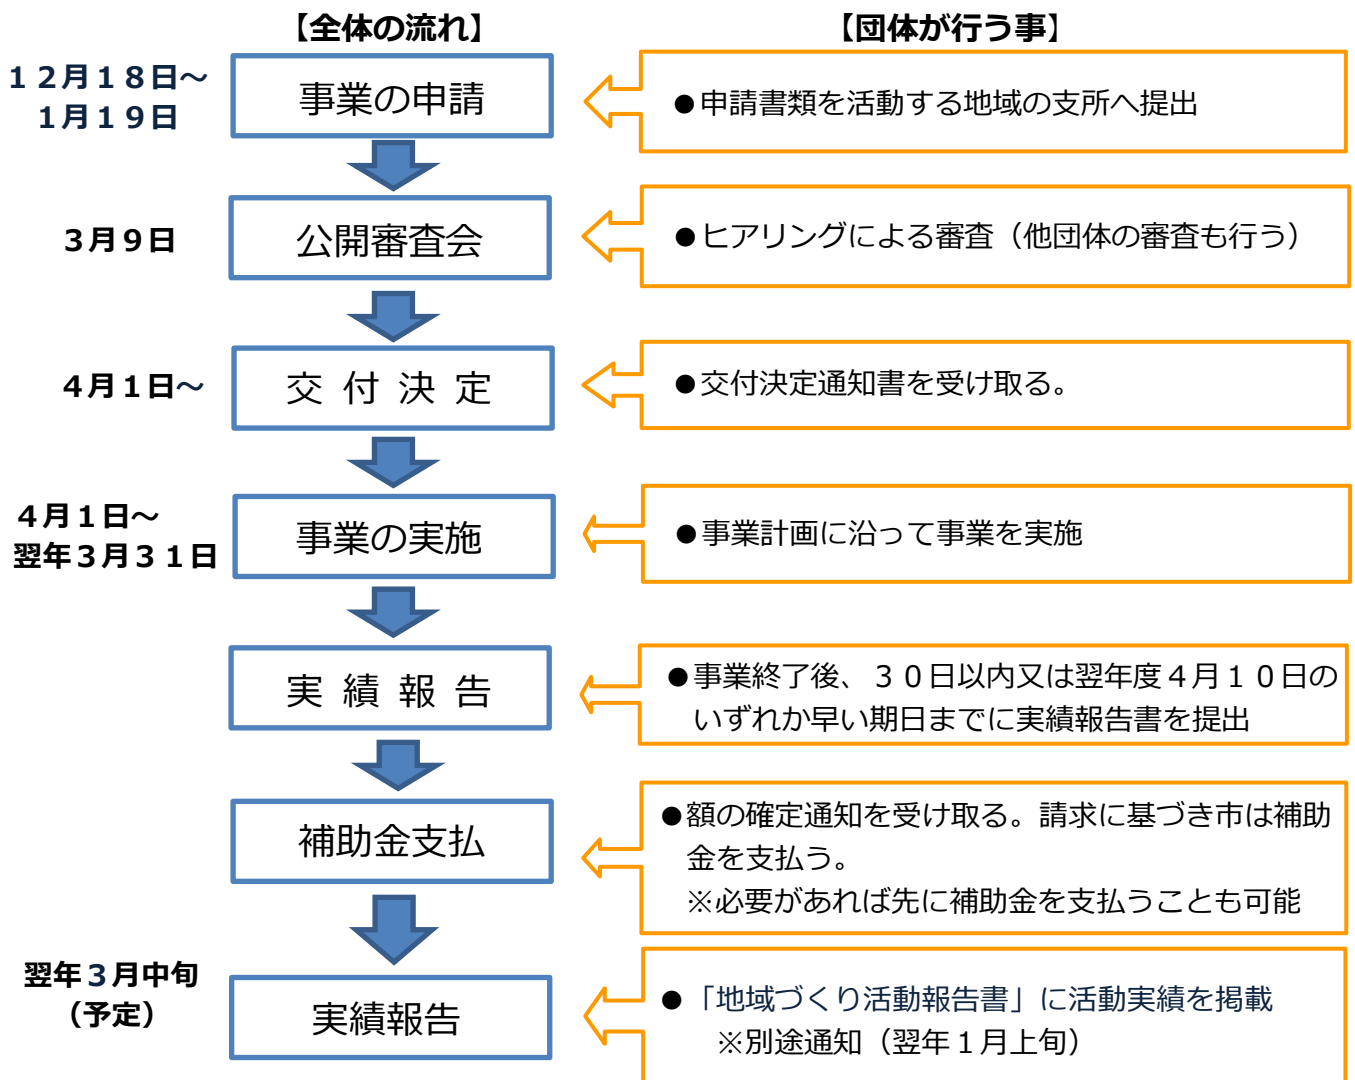 【全体の流れ】
【団体が行う事】
１２月１８日～
１月１９日
事業の申請
●申請書類を活動する地域の支所へ提出
３月９日
公開審査会
●ヒアリングによる審査（他団体の審査も行う）
４月１日～
交 付 決 定
●交付決定通知書を受け取る。
４月１日～
翌年３月３１日
事業の実施
●事業計画に沿って事業を実施
実 績 報 告
●事業終了後、３０日以内又は翌年度４月１０日の
いずれか早い期日までに実績報告書を提出
補助金支払
●額の確定通知を受け取る。請求に基づき市は補助
金を支払う。
※必要があれば先に補助金を支払うことも可能
翌年３月中旬
（予定）
実績報告
●「地域づくり活動報告書」に活動実績を掲載
※別途通知（翌年１月上旬）